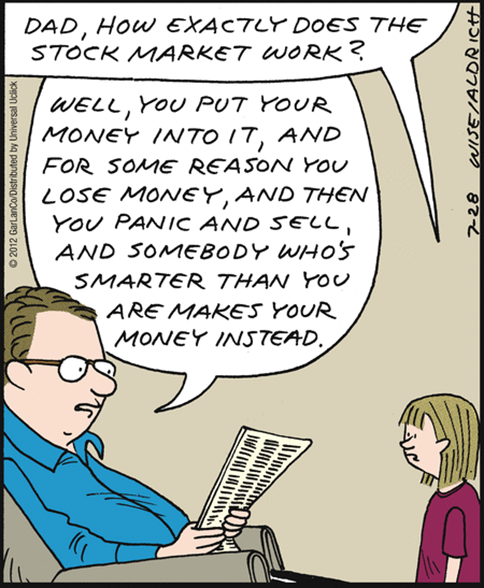 DAD, HOW EXACTLY DOES THE
STOCK MARKET WORK?
WELL, YOU PUT YOUR
MONEY INTO IT, AND
FOR SOME REASON YOU
LOSE MONEY, AND THEN
YOU PANIC AND SELL,
AND SOMEBODY WHO'S
SMARTER THAN YOU
ARE MAKES YOUR
MONEY INSTEAD.
© 2012 GarLanCo/Distributed by Universal Uclick
7-28 WISE/ALDRICH